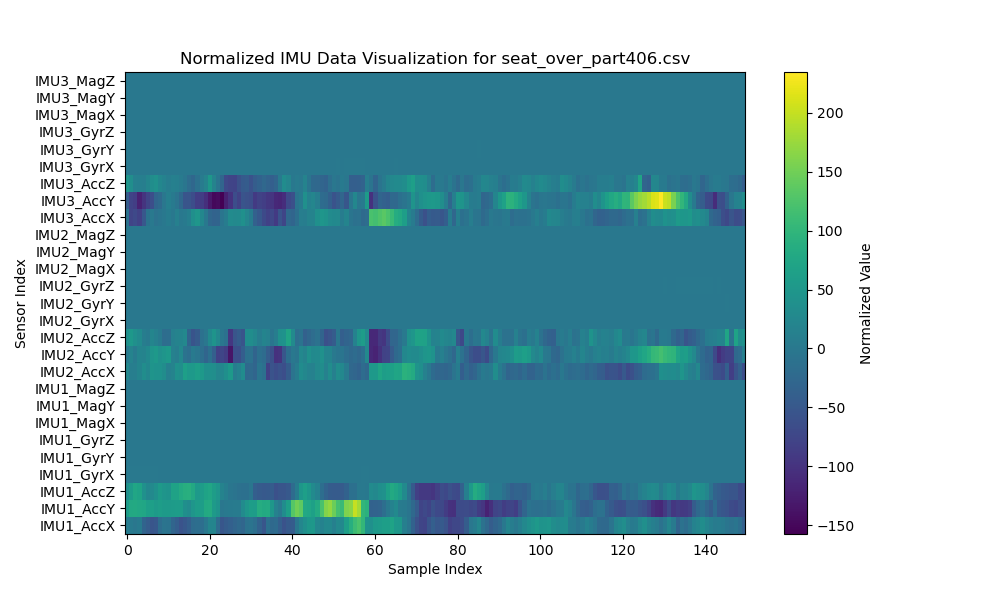 Normalized IMU Data Visualization for seat_over_part406.csv
IMU3_MagZ
IMU3_MagY
IMU3_MagX
IMU3_GyrZ
IMU3_GyrY
IMU3_GyrX
IMU3_AccZ
IMU3_AccY
IMU3_AccX
IMU2_MagZ
IMU2_MagY
IMU2_MagX
IMU2_GyrZ
IMU2_GyrY
IMU2_GyrX
IMU2_AccZ
IMU2_AccY
IMU2_AccX
IMU1_MagZ
IMU1_MagY
IMU1_MagX
IMU1_GyrZ
IMU1_GyrY
IMU1_GyrX
IMU1_AccZ
IMU1_AccY
IMU1_AccX
Sensor Index
0 20 40 60 80 100 120 140
Sample Index
200
150
100
50
0
−50
−100
−150
Normalized Value